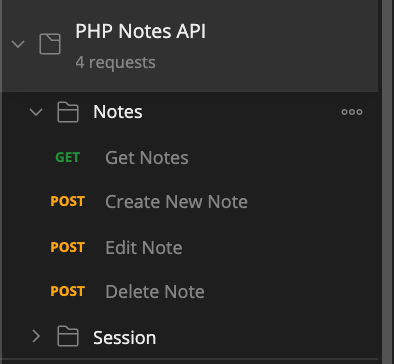 PHP Notes API
4 requests
Notes
GET Get Notes
POST Create New Note
POST Edit Note
POST Delete Note
Session